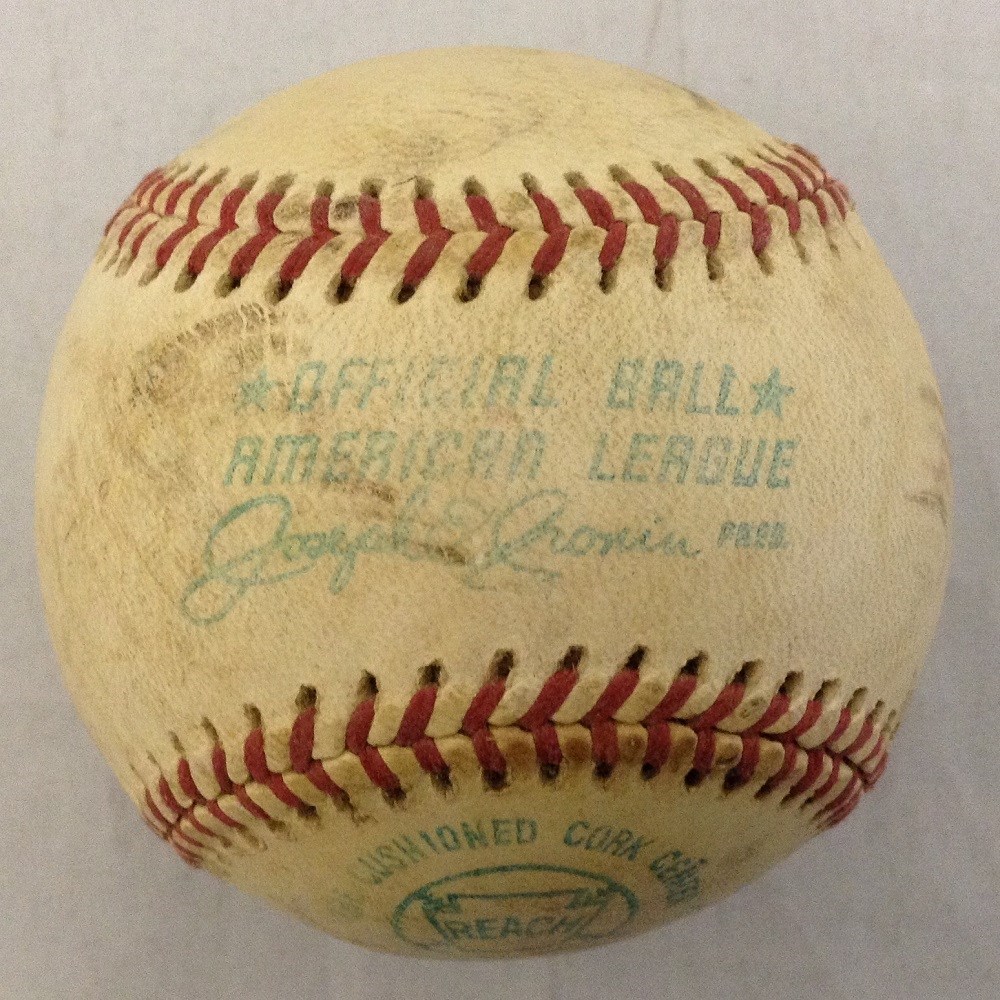 ★OFFICIAL BALL★
AMERICAN LEAGUE
Joseph E Cronin PRES.
CUSHIONED CORK CENTER
REACH